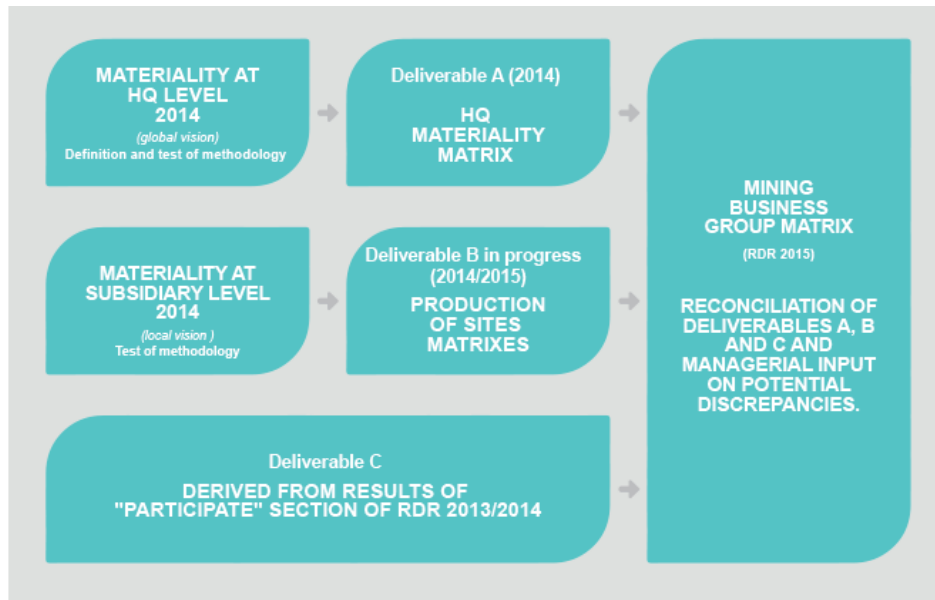 MATERIALITY AT
HQ LEVEL
2014
(global vision)
Definition and test of methodology
Deliverable A (2014)
HQ
MATERIALITY
MATRIX
MATERIALITY AT
SUBSIDIARY LEVEL
2014
(local vision )
Test of methodology
Deliverable B in progress
(2014/2015)
PRODUCTION
OF SITES
MATRIXES
Deliverable C
DERIVED FROM RESULTS OF
"PARTICIPATE" SECTION OF RDR 2013/2014
MINING
BUSINESS
GROUP MATRIX
(RDR 2015)
RECONCILIATION OF
DELIVERABLES A, B
AND C AND
MANAGERIAL INPUT
ON POTENTIAL
DISCREPANCIES.